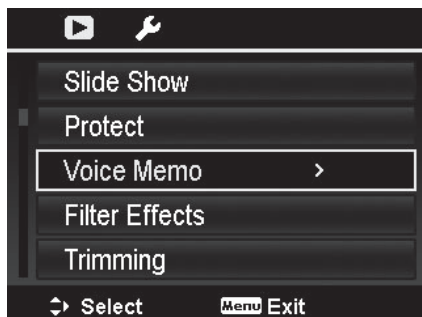 Slide Show
Protect
Voice Memo >
Filter Effects
Trimming
Select Menu Exit